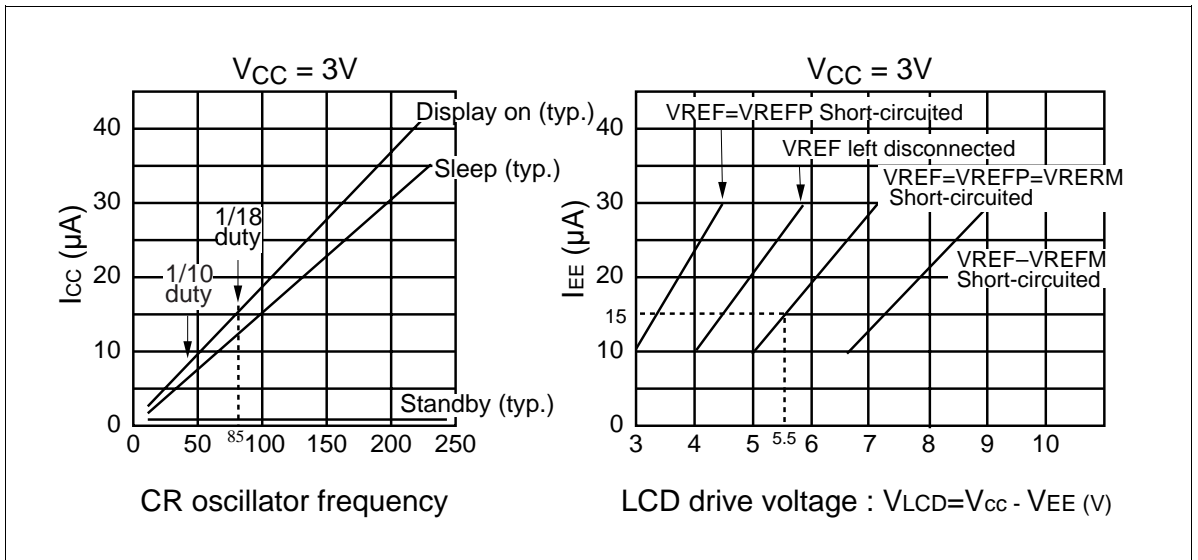 VCC = 3V
40
30
20
10
0
ICC (µA)
Display on (typ.)
Sleep (typ.)
1/18
duty
1/10
duty
Standby (typ.)
0 50 85 100 150 200 250
CR oscillator frequency
VCC = 3V
40
30
20
15
10
0
IEE (µA)
VREF=VREFP Short-circuited
VREF left disconnected
VREF=VREFP=VRERM
Short-circuited
VREF–VREFM
Short-circuited
3 4 5 5.5 6 7 8 9 10
LCD drive voltage : VLCD=Vcc - VEE (V)